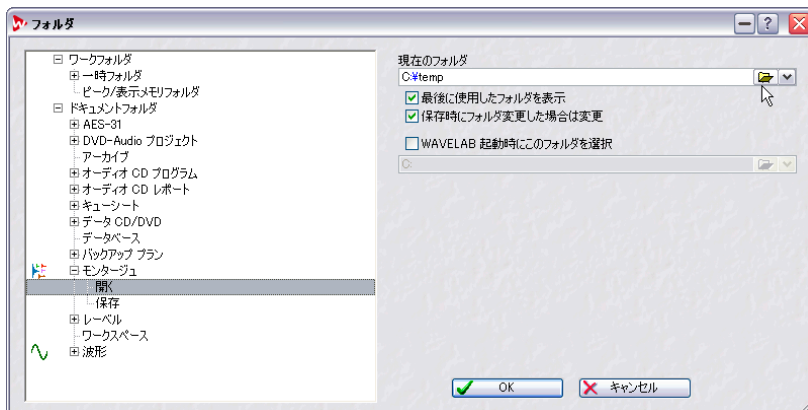 フォルダ
ワークフォルダ
一時フォルダ
ピーク/表示メモリフォルダ
ドキュメントフォルダ
AES-31
DVD-Audio プロジェクト
アーカイブ
オーディオ CD プログラム
オーディオ CD レポート
キューシート
データ CD/DVD
データベース
バックアップ プラン
モンタージュ
開く
保存
レーベル
ワークスペース
波形
現在のフォルダ
C:¥temp
最後に使用したフォルダを表示
保存時にフォルダ変更した場合は変更
WAVELAB 起動時にこのフォルダを選択
C:
OK
キャンセル